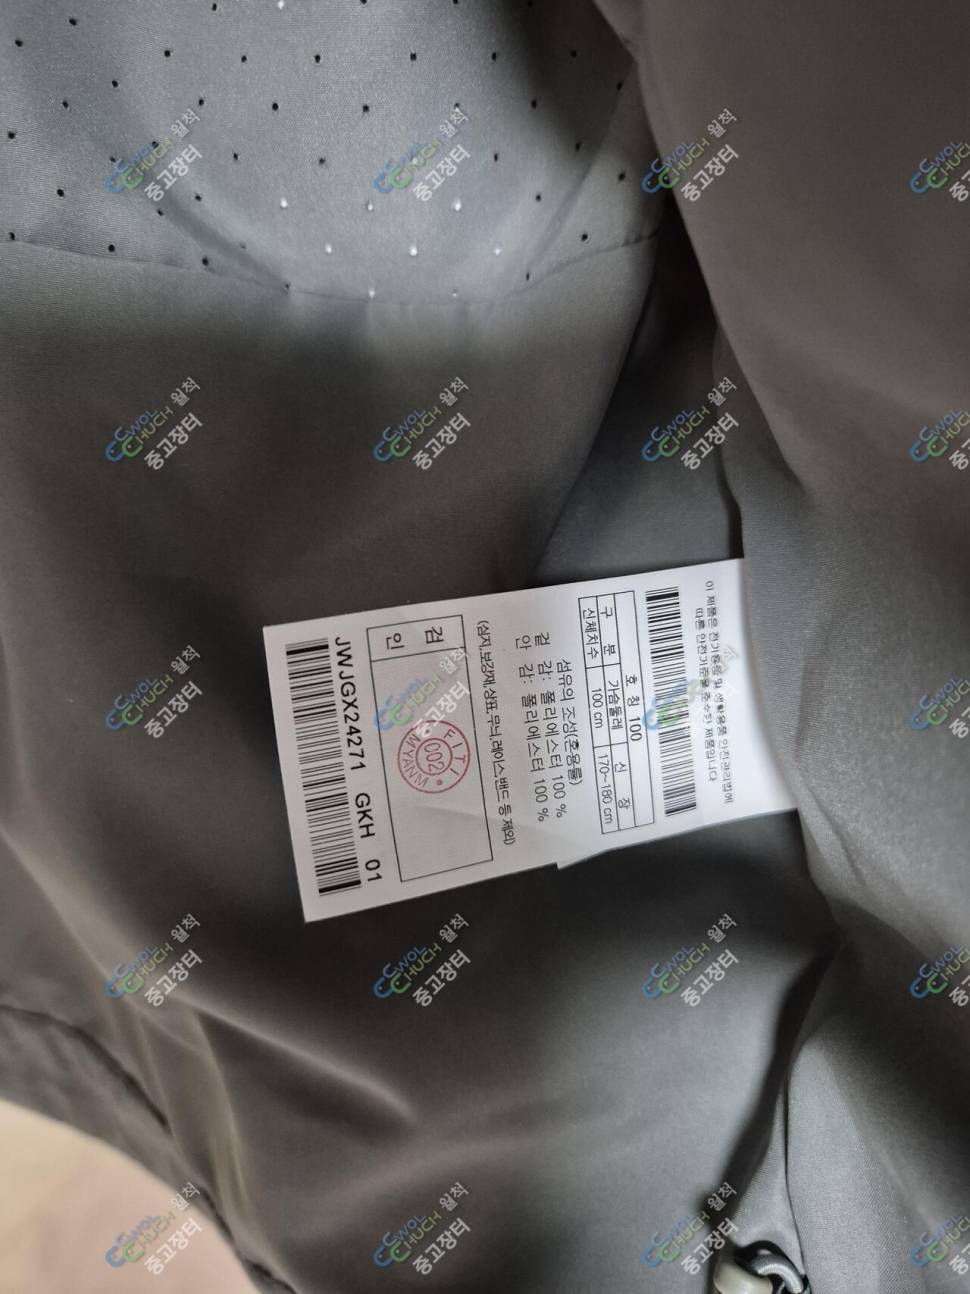 이 제품은 전기용품 및 생활용품 안전관리법에
따른 안전기준을 준수한 제품입니다
호 칭 100
구 분 가슴둘레 신 장
신체치수 100 cm 170~180 cm
섬유의 조성(혼용률)
겉 감: 폴리에스터 100 %
안 감: 폴리에스터 100 %
(심지,보강재,상표,무늬,레이스밴드 등 제외)
검
인
FITI
002
MYANM
JWJGX24271 GKH 01
CWOL
CHUCH 월척
중고장터